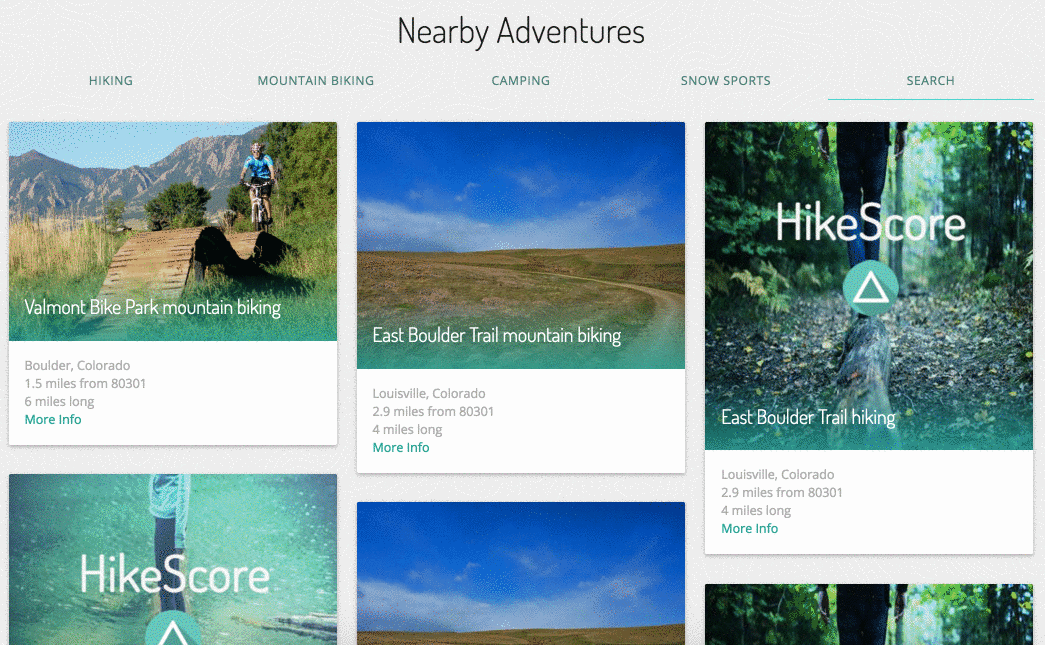 Nearby Adventures
HIKING
MOUNTAIN BIKING
CAMPING
SNOW SPORTS
SEARCH
Valmont Bike Park mountain biking
Boulder, Colorado
1.5 miles from 80301
6 miles long
More Info
East Boulder Trail mountain biking
Louisville, Colorado
2.9 miles from 80301
4 miles long
More Info
HikeScore
East Boulder Trail hiking
Louisville, Colorado
2.9 miles from 80301
4 miles long
More Info
HikeScore